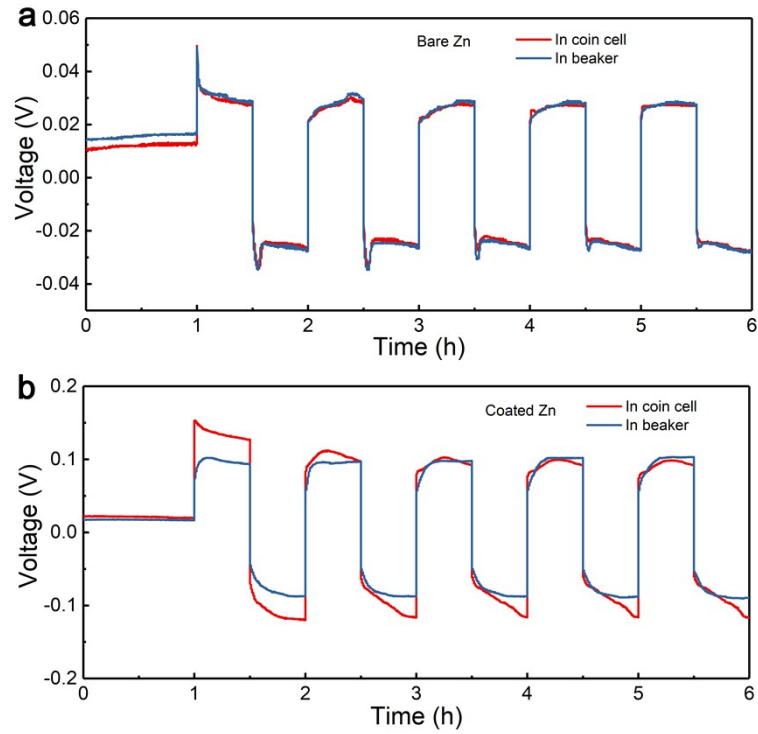 a
0.06
0.04
0.02
0.00
-0.02
-0.04
Voltage (V)
Bare Zn
In coin cell
In beaker
0 1 2 3 4 5 6
Time (h)
b
0.2
0.1
0.0
-0.1
-0.2
Voltage (V)
Coated Zn
In coin cell
In beaker
0 1 2 3 4 5 6
Time (h)